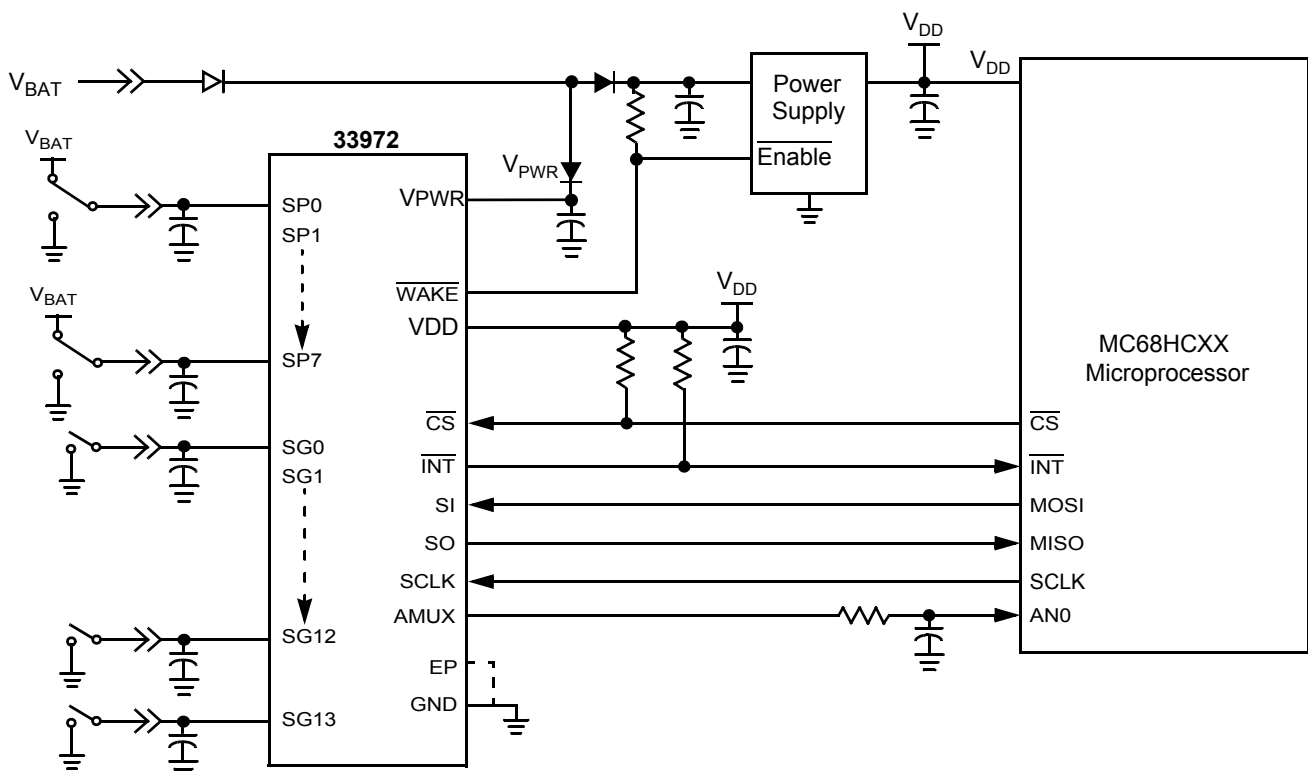 V_BAT
V_BAT
V_BAT
33972
SP0
SP1
SP7
SG0
SG1
SG12
SG13
VPWR
WAKE
VDD
CS
INT
SI
SO
SCLK
AMUX
EP
GND
V_PWR
Power
Supply
Enable
V_DD
V_DD
V_DD
MC68HCXX
Microprocessor
CS
INT
MOSI
MISO
SCLK
AN0